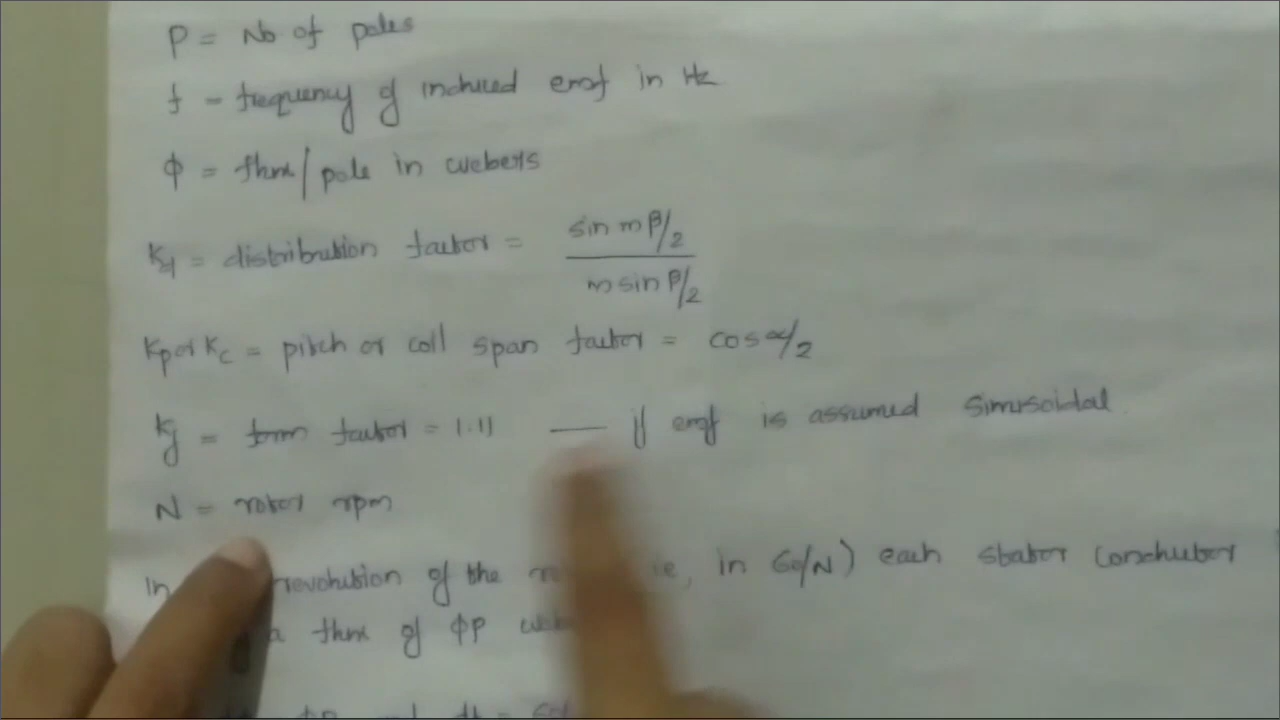 P = No of poles
f - frequency of induced emf in Hz
Φ = flux/pole in webers
Kd = distribution factor = sin mβ/2 / m sin β/2
Kp or Kc = pitch or coil span factor = cos α/2
Kf = form factor = 1.11 — if emf is assumed sinusoidal
N = rotor rpm
In revolution of the ie, in 60/N) each stator conductor
a flux of ΦP